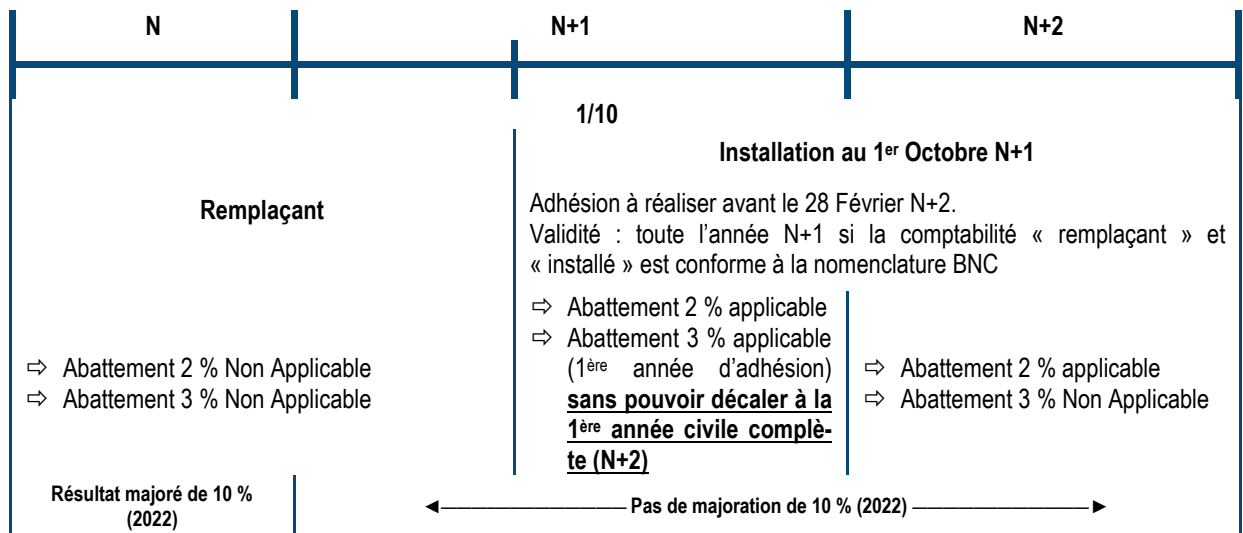 N
N+1
N+2
1/10
Installation au 1er Octobre N+1
Remplaçant
Adhésion à réaliser avant le 28 Février N+2.
Validité : toute l'année N+1 si la comptabilité « remplaçant » et
« installé » est conforme à la nomenclature BNC
⇨ Abattement 2 % Non Applicable
⇨ Abattement 3 % Non Applicable
⇨ Abattement 2 % applicable
⇨ Abattement 3 % applicable
(1ère année d'adhésion)
sans pouvoir décaler à la
1ère année civile complè-
te (N+2)
⇨ Abattement 2 % applicable
⇨ Abattement 3 % Non Applicable
Résultat majoré de 10 %
(2022)
Pas de majoration de 10 % (2022)